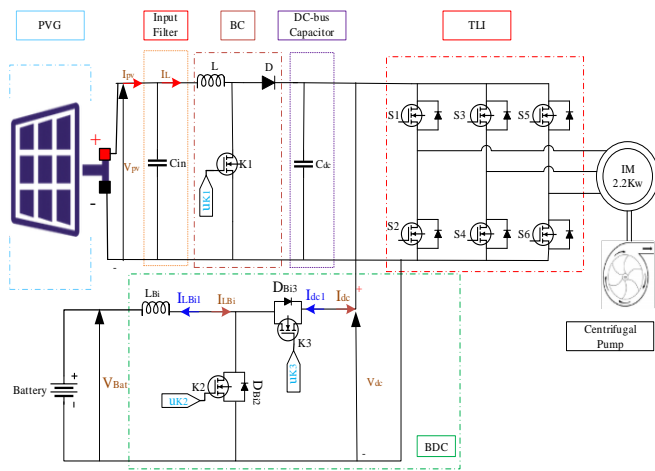 PVG
Input
Filter
BC
DC-bus
Capacitor
TLI
Ipv
IL
L
D
S1
S3
S5
+
Vpv
Cin
K1
Cdc
IM
2.2Kw
uK1
-
S2
S4
S6
-
LBi
ILBi1
ILBi
DBi3
Idc1
Idc
+
K3
Centrifugal
Pump
Battery
VBat
K2
DBi2
uK2
uK3
Vdc
-
BDC